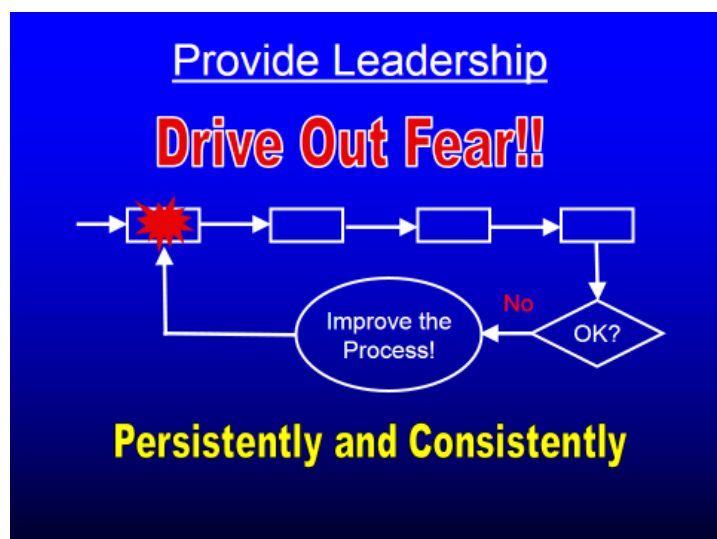 Provide Leadership
Drive Out Fear!!
No
Improve the
Process!
OK?
Persistently and Consistently